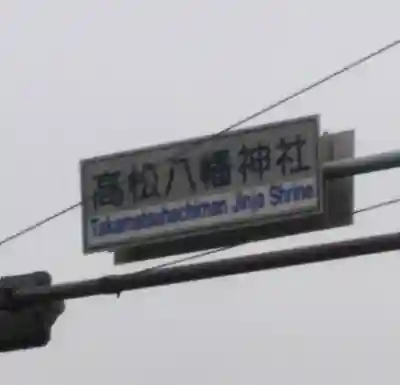 高松八幡神社
Takamatsuhachiman Jinja Shrine